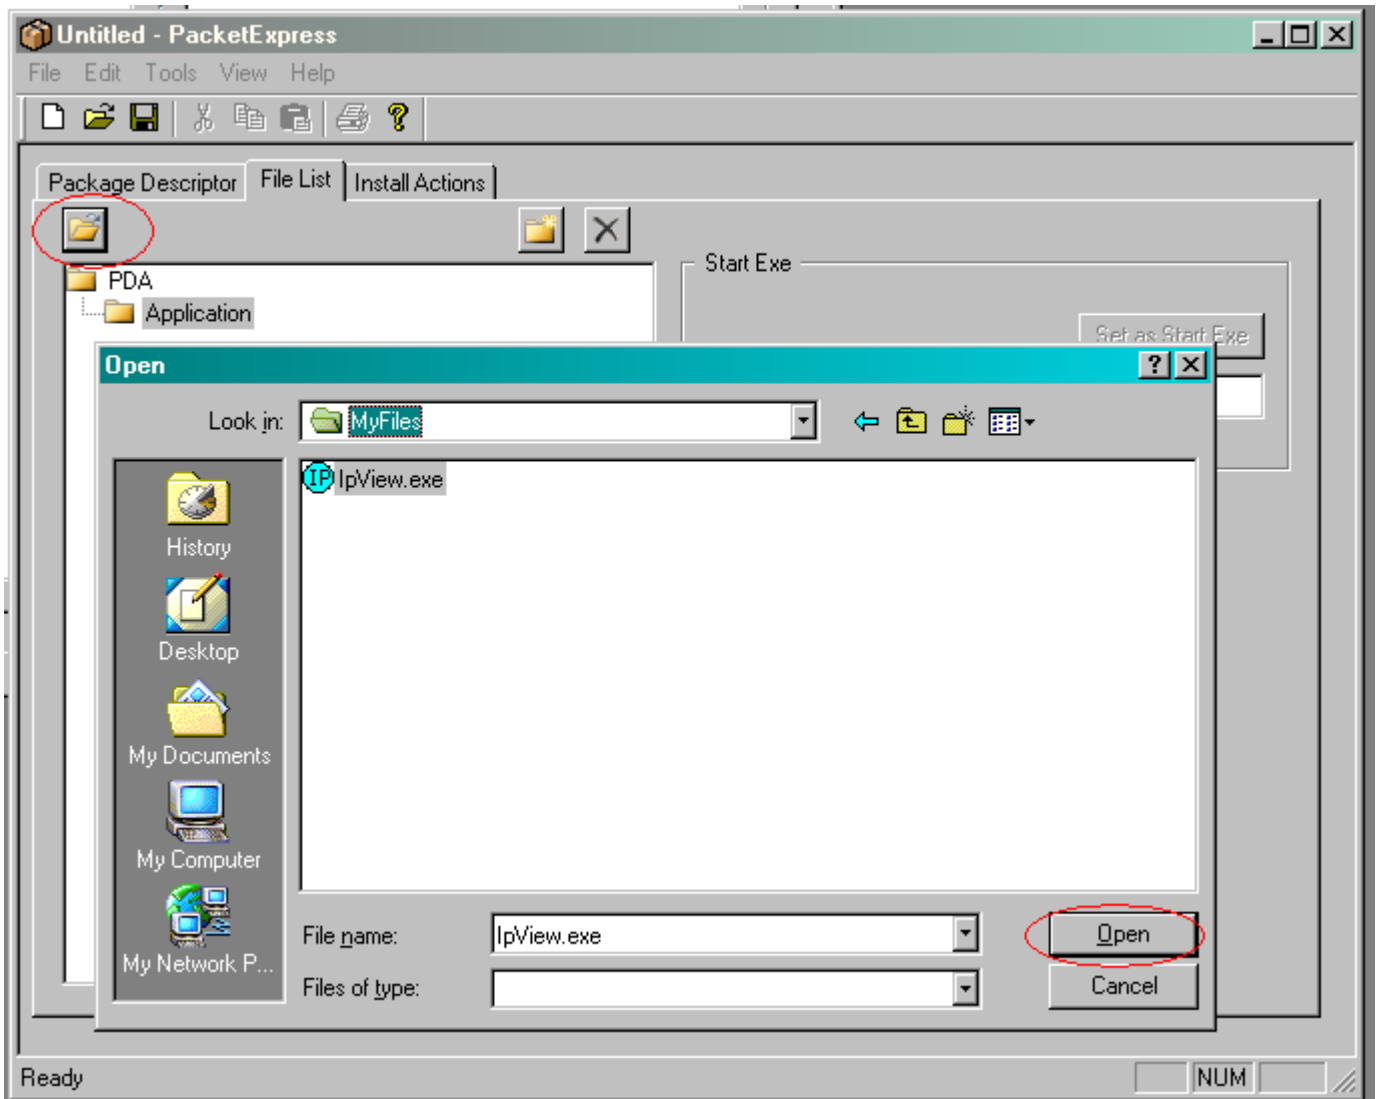 Untitled - PacketExpress
File Edit Tools View Help
Package Descriptor File List Install Actions
PDA
Application
Start Exe
Set as Start Exe
Open
Look in: MyFiles
IP IpView.exe
History
Desktop
My Documents
My Computer
My Network P...
File name: IpView.exe
Open
Files of type:
Cancel
Ready
NUM